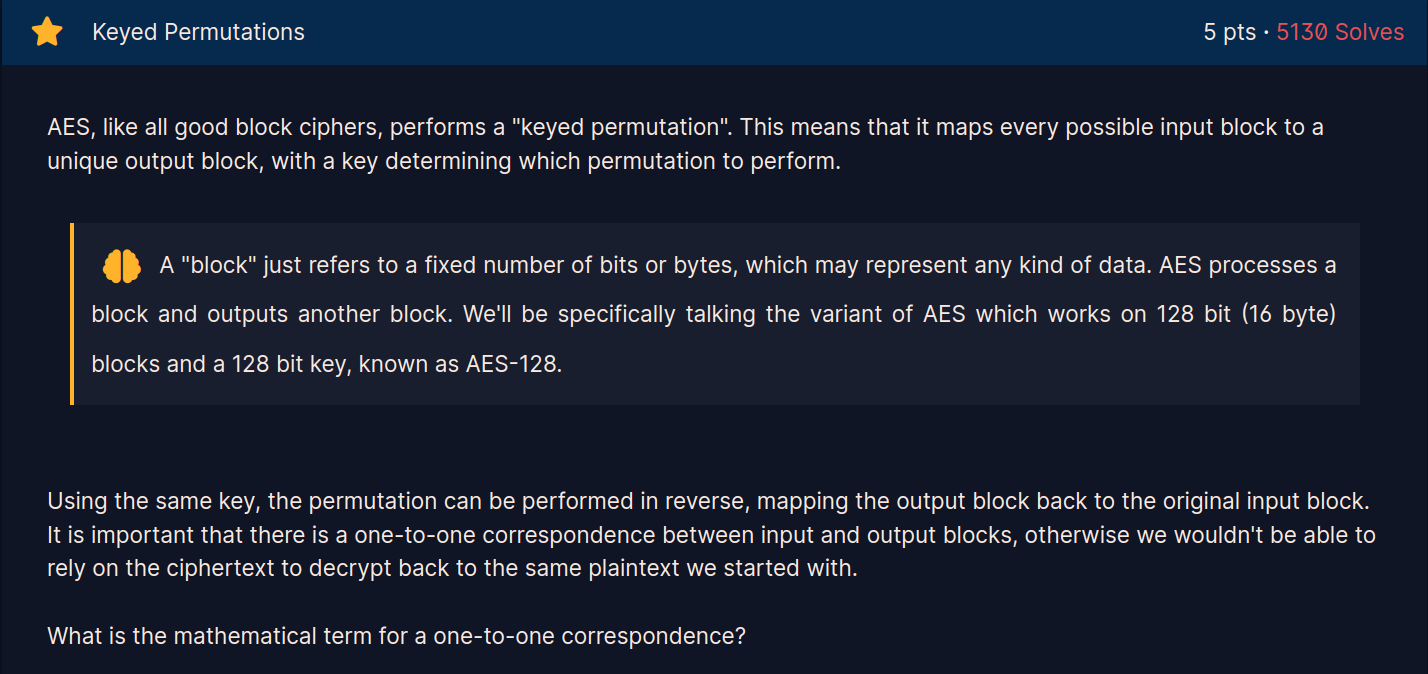 Keyed Permutations
5 pts · 5130 Solves
AES, like all good block ciphers, performs a "keyed permutation". This means that it maps every possible input block to a
unique output block, with a key determining which permutation to perform.
A "block" just refers to a fixed number of bits or bytes, which may represent any kind of data. AES processes a
block and outputs another block. We'll be specifically talking the variant of AES which works on 128 bit (16 byte)
blocks and a 128 bit key, known as AES-128.
Using the same key, the permutation can be performed in reverse, mapping the output block back to the original input block.
It is important that there is a one-to-one correspondence between input and output blocks, otherwise we wouldn't be able to
rely on the ciphertext to decrypt back to the same plaintext we started with.
What is the mathematical term for a one-to-one correspondence?